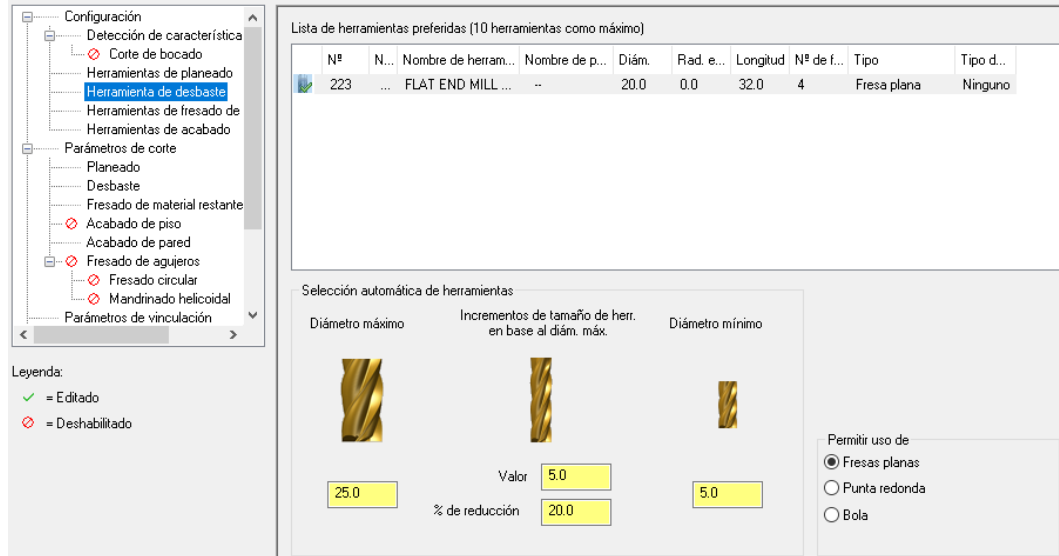 Configuración
Detección de característica
Corte de bocado
Herramientas de planeado
Herramienta de desbaste
Herramientas de fresado de
Herramientas de acabado
Parámetros de corte
Planeado
Desbaste
Fresado de material restante
Acabado de piso
Acabado de pared
Fresado de agujeros
Fresado circular
Mandrinado helicoidal
Parámetros de vinculación
Leyenda:
= Editado
= Deshabilitado
Lista de herramientas preferidas (10 herramientas como máximo)
Nº N... Nombre de herram... Nombre de p... Diám. Rad. e... Longitud Nº de f... Tipo Tipo d...
223 ... FLAT END MILL ... -- 20.0 0.0 32.0 4 Fresa plana Ninguno
Selección automática de herramientas
Diámetro máximo
Incrementos de tamaño de herr.
en base al diám. máx.
Diámetro mínimo
25.0
Valor 5.0
% de reducción 20.0
5.0
Permitir uso de
Fresas planas
Punta redonda
Bola